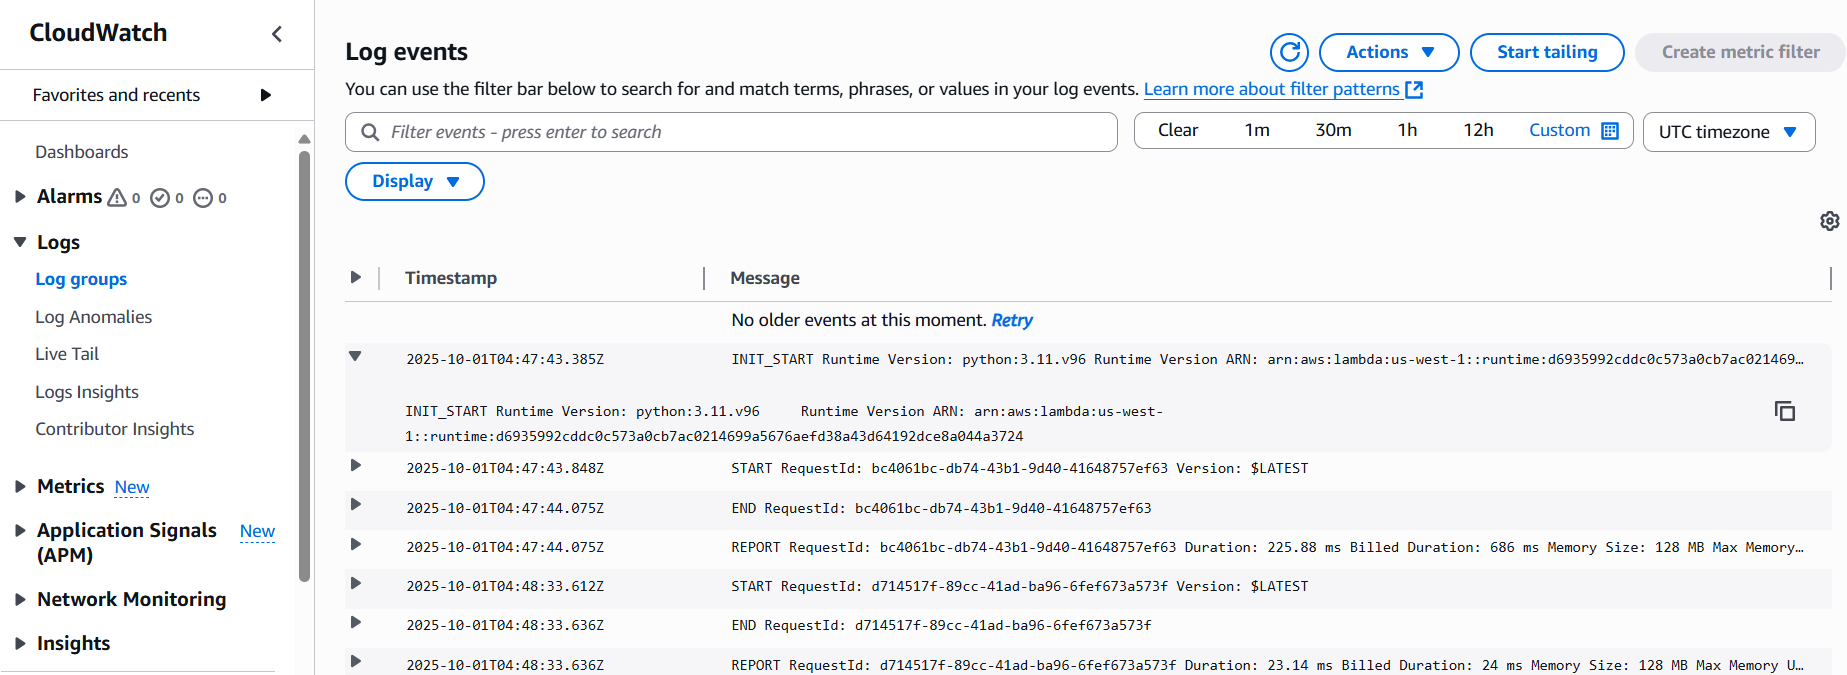 CloudWatch
Favorites and recents
Dashboards
Alarms 0 0 0
Logs
Log groups
Log Anomalies
Live Tail
Logs Insights
Contributor Insights
Metrics New
Application Signals New
(APM)
Network Monitoring
Insights
Log events
Actions Start tailing Create metric filter
You can use the filter bar below to search for and match terms, phrases, or values in your log events. Learn more about filter patterns
Filter events - press enter to search
Clear 1m 30m 1h 12h Custom UTC timezone
Display
Timestamp Message
No older events at this moment. Retry
2025-10-01T04:47:43.385Z INIT_START Runtime Version: python:3.11.v96 Runtime Version ARN: arn:aws:lambda:us-west-1::runtime:d6935992cddc0c573a0cb7ac021469…
INIT_START Runtime Version: python:3.11.v96 Runtime Version ARN: arn:aws:lambda:us-west-
1::runtime:d6935992cddc0c573a0cb7ac0214699a5676aefd38a43d64192dce8a044a3724
2025-10-01T04:47:43.848Z START RequestId: bc4061bc-db74-43b1-9d40-41648757ef63 Version: $LATEST
2025-10-01T04:47:44.075Z END RequestId: bc4061bc-db74-43b1-9d40-41648757ef63
2025-10-01T04:47:44.075Z REPORT RequestId: bc4061bc-db74-43b1-9d40-41648757ef63 Duration: 225.88 ms Billed Duration: 686 ms Memory Size: 128 MB Max Memory…
2025-10-01T04:48:33.612Z START RequestId: d714517f-89cc-41ad-ba96-6fef673a573f Version: $LATEST
2025-10-01T04:48:33.636Z END RequestId: d714517f-89cc-41ad-ba96-6fef673a573f
2025-10-01T04:48:33.636Z REPORT RequestId: d714517f-89cc-41ad-ba96-6fef673a573f Duration: 23.14 ms Billed Duration: 24 ms Memory Size: 128 MB Max Memory U…